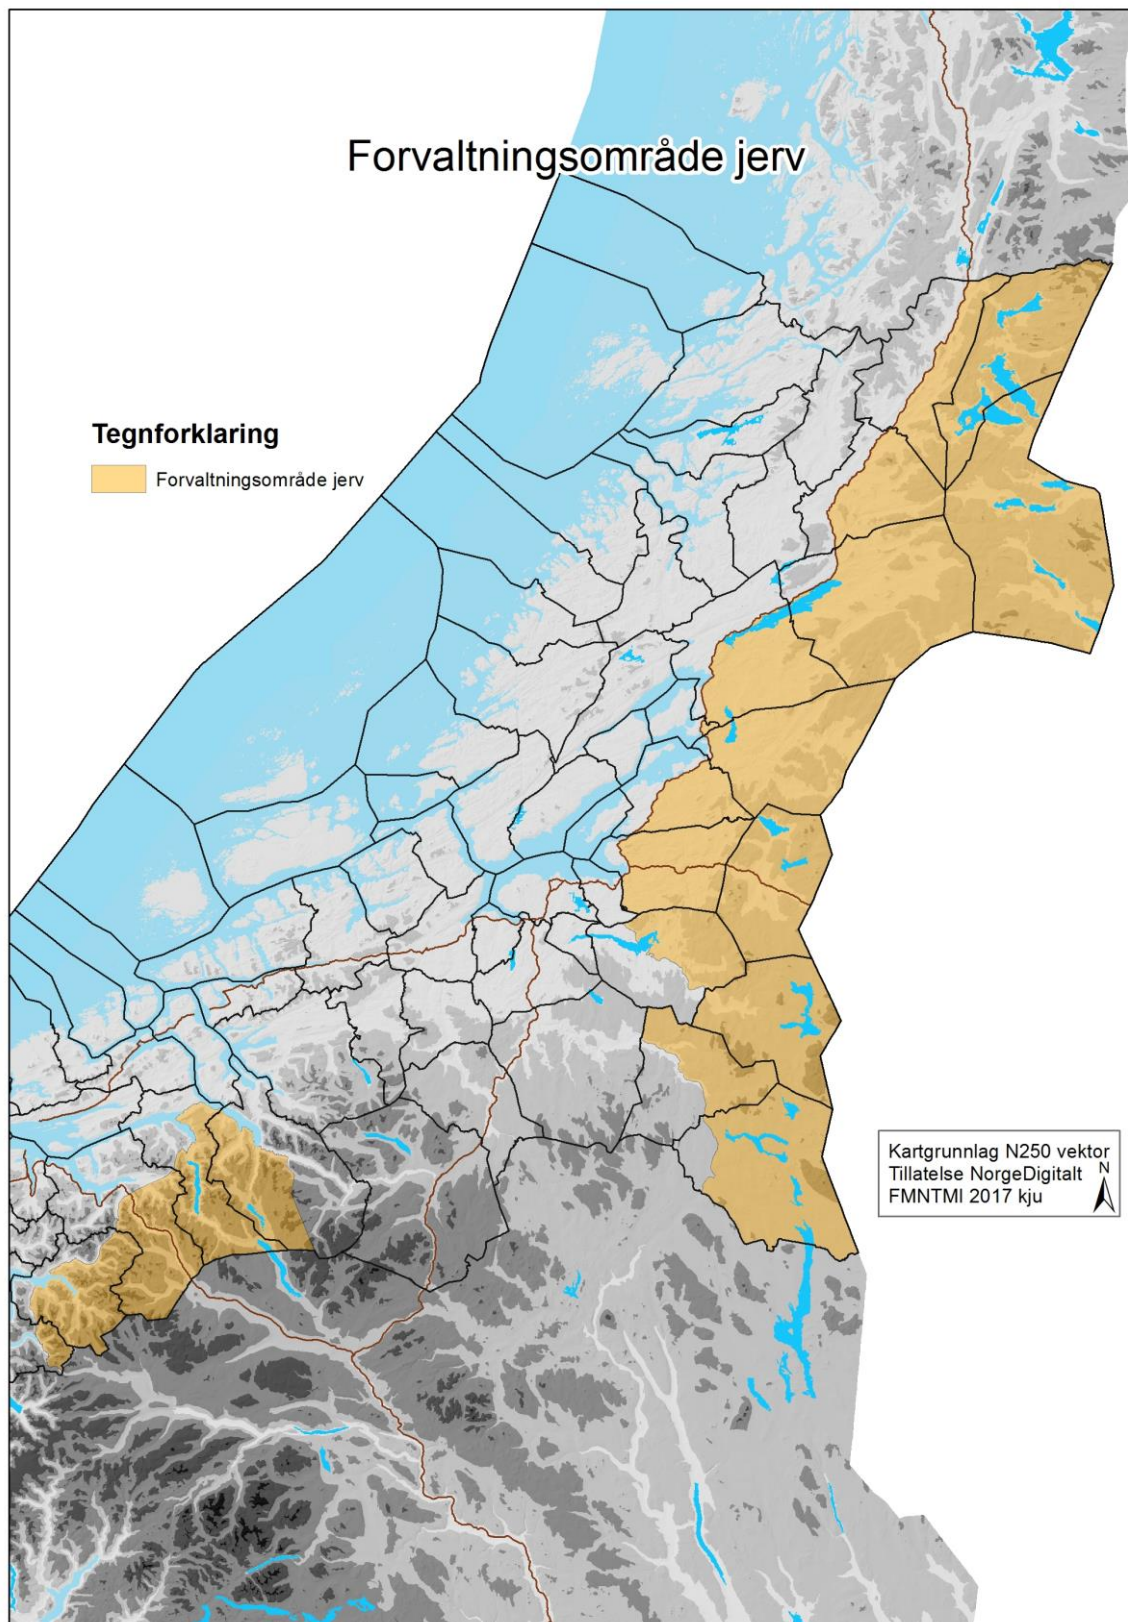 Forvaltningsområde jerv
Tegnforklaring
Forvaltningsområde jerv
Kartgrunnlag N250 vektor
Tillatelse NorgeDigitalt
FMNTMI 2017 kju
N